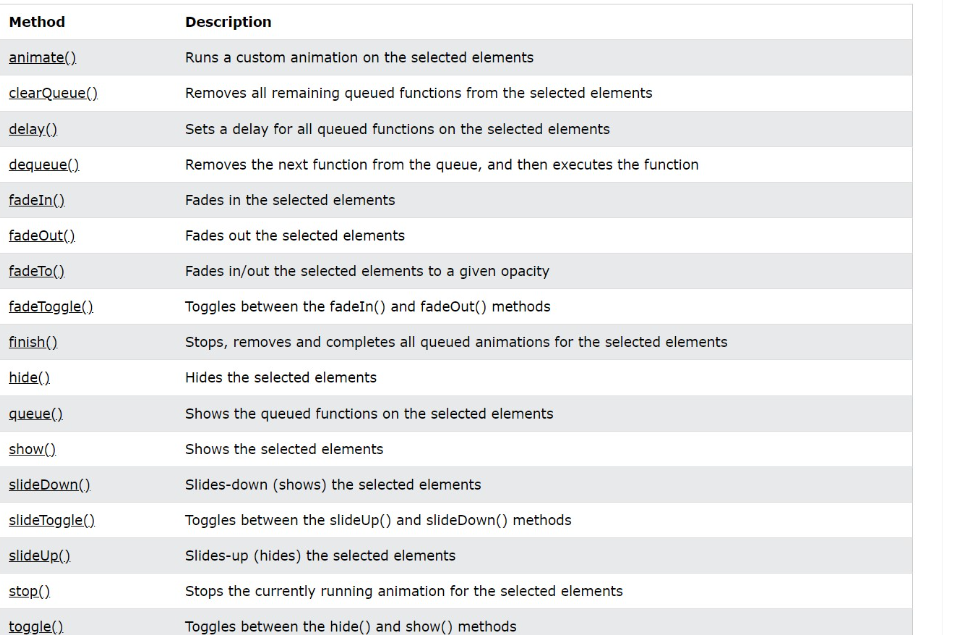 Method Description
animate() Runs a custom animation on the selected elements
clearQueue() Removes all remaining queued functions from the selected elements
delay() Sets a delay for all queued functions on the selected elements
dequeue() Removes the next function from the queue, and then executes the function
fadeIn() Fades in the selected elements
fadeOut() Fades out the selected elements
fadeTo() Fades in/out the selected elements to a given opacity
fadeToggle() Toggles between the fadeIn() and fadeOut() methods
finish() Stops, removes and completes all queued animations for the selected elements
hide() Hides the selected elements
queue() Shows the queued functions on the selected elements
show() Shows the selected elements
slideDown() Slides-down (shows) the selected elements
slideToggle() Toggles between the slideUp() and slideDown() methods
slideUp() Slides-up (hides) the selected elements
stop() Stops the currently running animation for the selected elements
toggle() Toggles between the hide() and show() methods